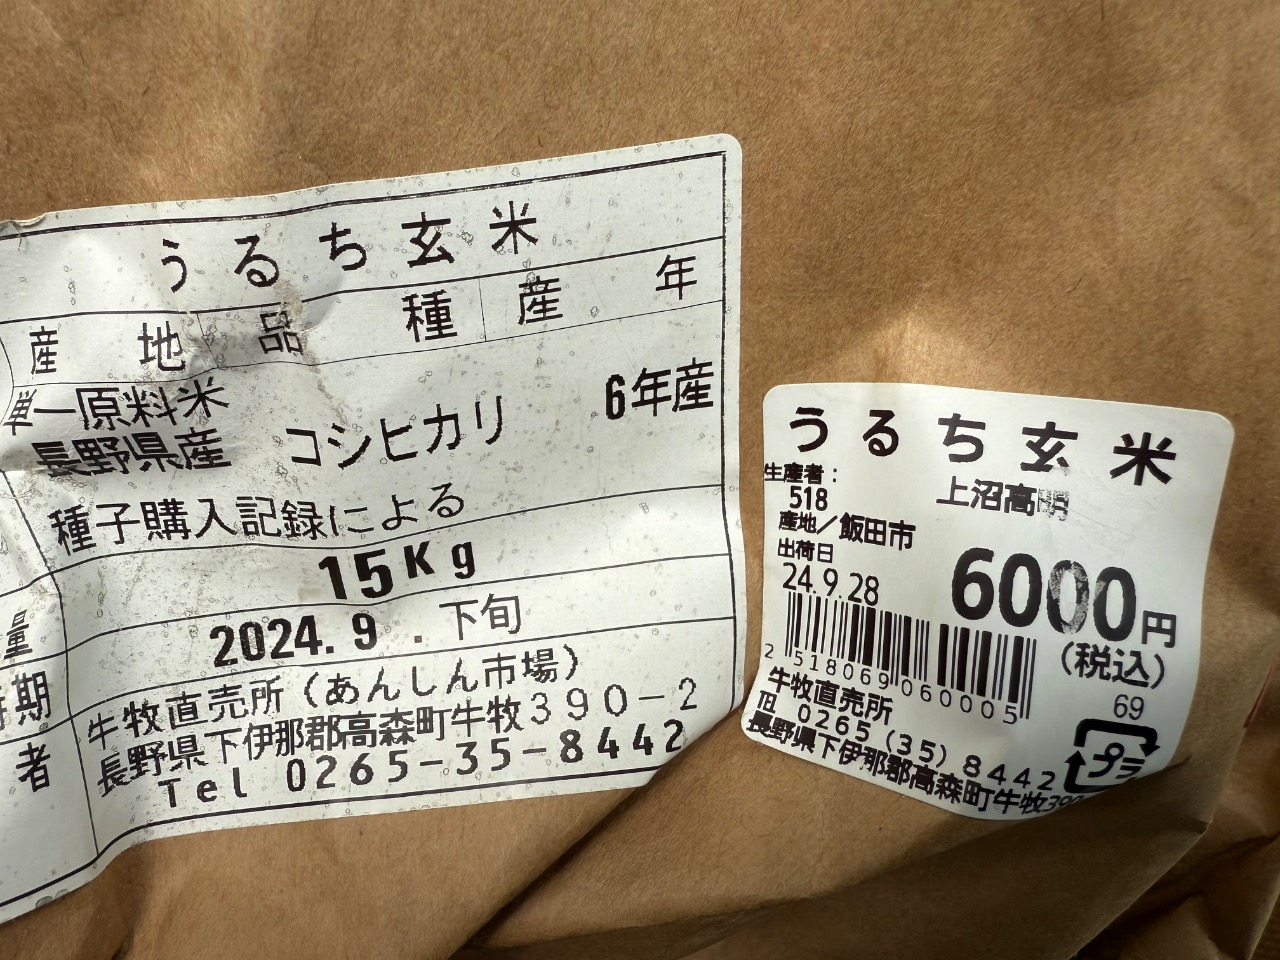 うるち玄米
産地 品種 産年
単一原料米
長野県産 コシヒカリ 6年産
種子購入記録による
量 15Kg
時期 2024.9.下旬
者 牛牧直売所(あんしん市場)
長野県下伊那郡高森町牛牧390-2
Tel 0265-35-8442
うるち玄米
生産者:
518 上沼高明
産地/飯田市
出荷日
24.9.28
6000円
(税込)
2 518069 060005
69
牛牧直売所
TEL 0265(35)8442
長野県下伊那郡高森町牛牧390
プラ